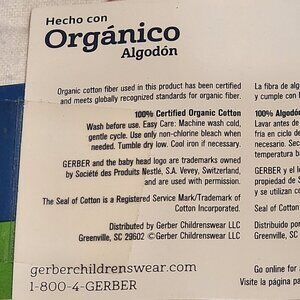 Hecho con
Orgánico
Algodón
Organic cotton fiber used in this product has been certified
and meets globally recognized standards for organic fiber.
100% Certified Organic Cotton
Wash before use. Easy Care: Machine wash cold,
gentle cycle. Use only non-chlorine bleach when
needed. Tumble dry low. Cool iron if necessary.
GERBER and the baby head logo are trademarks owned
by Société des Produits Nestlé, S.A. Vevey, Switzerland,
and are used with permission.
The Seal of Cotton is a Registered Service Mark/Trademark of
Cotton Incorporated.
Distributed by Gerber Childrenswear LLC
Greenville, SC 29602 ©Gerber Childrenswear LLC
gerberchildrenswear.com
1-800-4-GERBER
La fibra de algod
y cumple con l
100% Algodó
Lavar antes de
fría en ciclo de
necesario. Sec
temperatura ba
GERBER y el lo
propiedad de S
y se utilizan co
Seal of Cotton
Distribuido por
Greenville, SC
Go online for a
Visite la página pa